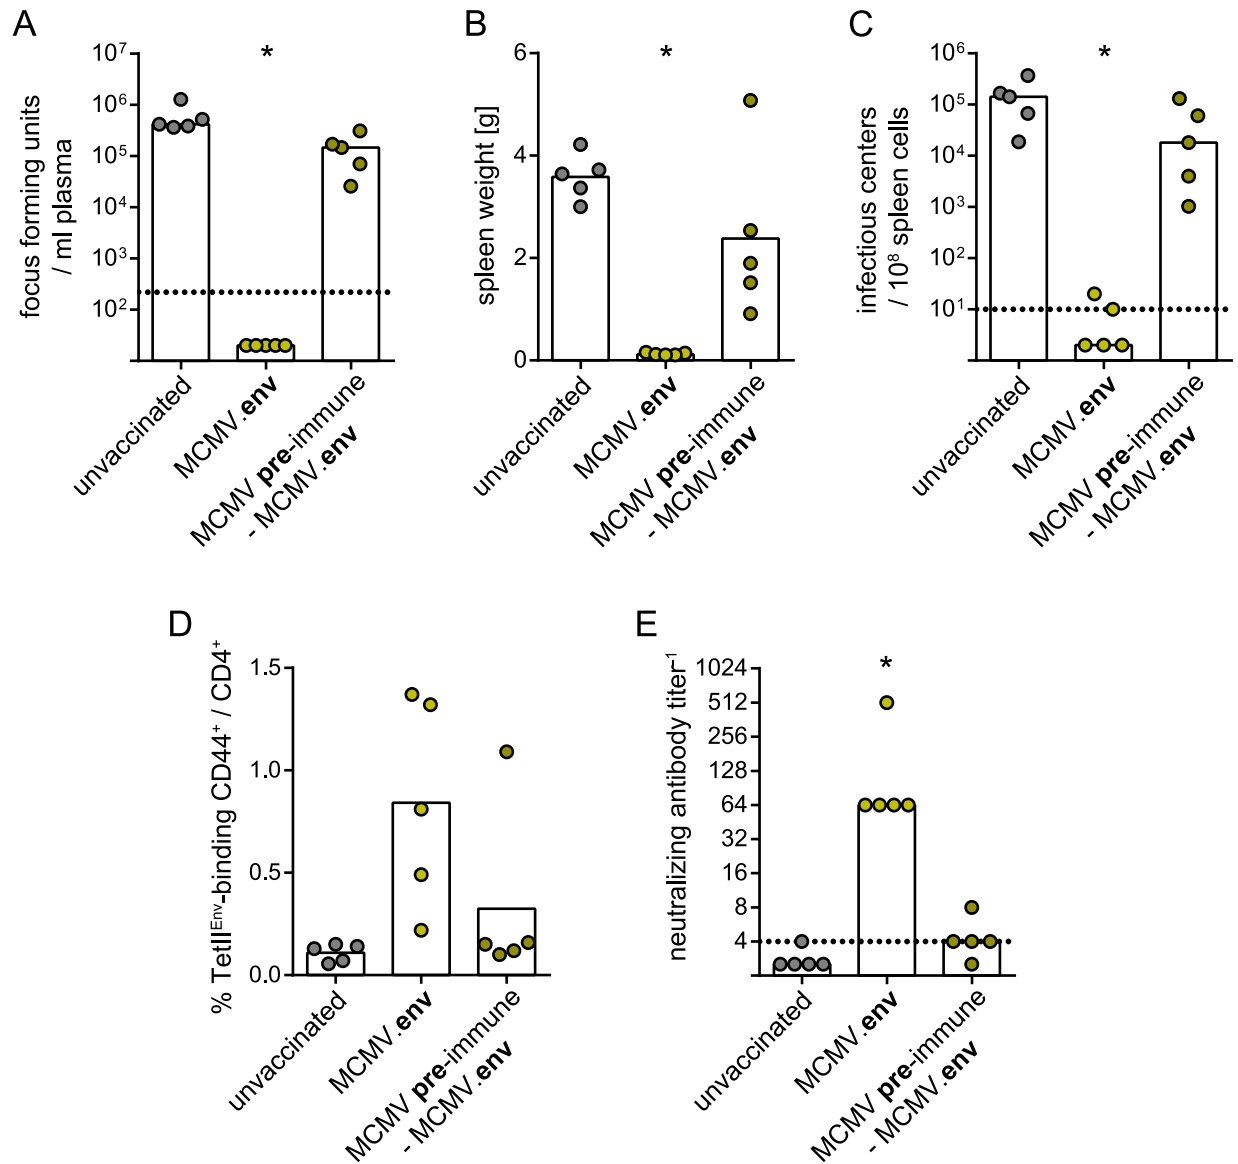 A
focus forming units
/ ml plasma
10⁷
10⁶
10⁵
10⁴
10³
10²
*
unvaccinated
MCMV.env
MCMV pre-immune
- MCMV.env
B
spleen weight [g]
6
4
2
0
*
unvaccinated
MCMV.env
MCMV pre-immune
- MCMV.env
C
infectious centers
/ 10⁸ spleen cells
10⁶
10⁵
10⁴
10³
10²
10¹
*
unvaccinated
MCMV.env
MCMV pre-immune
- MCMV.env
D
% TetII^Env-binding CD44⁺ / CD4⁺
1.5
1.0
0.5
0.0
unvaccinated
MCMV.env
MCMV pre-immune
- MCMV.env
E
neutralizing antibody titer⁻¹
1024
512
256
128
64
32
16
8
4
*
unvaccinated
MCMV.env
MCMV pre-immune
- MCMV.env